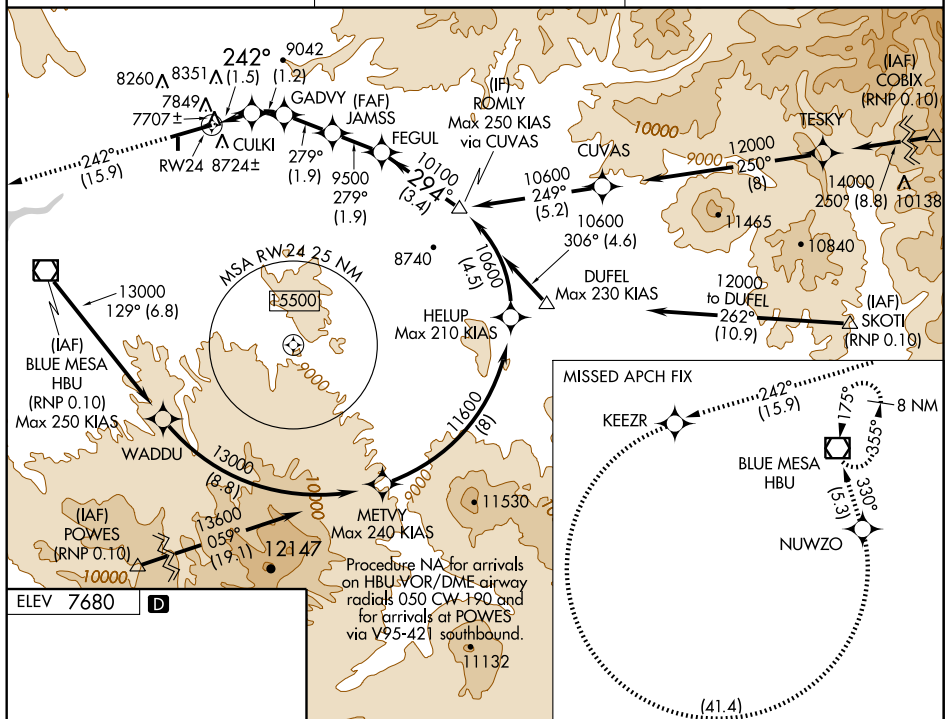 9042
242°
(1.5)
(1.2)
8260
8351
7849
7707±
GADVY
(FAF)
JAMSS
FEGUL
CULKI
RW24
8724±
279°
(1.9)
9500
279°
(1.9)
242°
(15.9)
(IF)
ROMLY
Max 250 KIAS
via CUVAS
10100
294°
(3.4)
CUVAS
10600
249°
(5.2)
10600
306° (4.6)
10000
9000
TESKY
12000
250°
(8)
(IAF)
COBIX
(RNP 0.10)
14000
250° (8.8)
10138
11465
10840
8740
10600
(4.5)
DUFEL
Max 230 KIAS
HELUP
Max 210 KIAS
12000
to DUFEL
262°
(10.9)
(IAF)
SKOTI
(RNP 0.10)
MSA RW24 25 NM
15500
9000
13000
129° (6.8)
(IAF)
BLUE MESA
HBU
(RNP 0.10)
Max 250 KIAS
WADDU
13000
(8.8)
11600
(8)
10000
9000
METVY
Max 240 KIAS
11530
(IAF)
POWES
(RNP 0.10)
10000
13600
059°
(19.1)
12147
Procedure NA for arrivals
on HBU VOR/DME airway
radials 050 CW 190 and
for arrivals at POWES
via V95-421 southbound.
11132
ELEV 7680
D
MISSED APCH FIX
242°
(15.9)
KEEZR
175°
355°
8 NM
BLUE MESA
HBU
330°
(5.3)
NUWZO
(41.4)